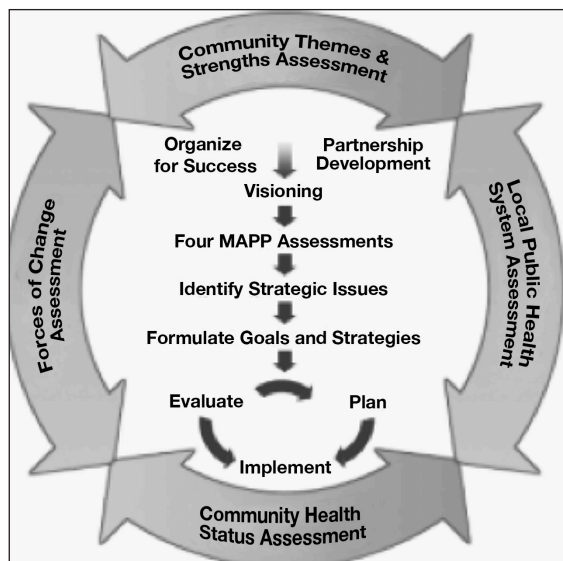 Community Themes &
Strengths Assessment
Organize
for Success
Partnership
Development
Visioning
Four MAPP Assessments
Identify Strategic Issues
Formulate Goals and Strategies
Evaluate
Plan
Implement
Forces of Change
Assessment
Local Public Health
System Assessment
Community Health
Status Assessment